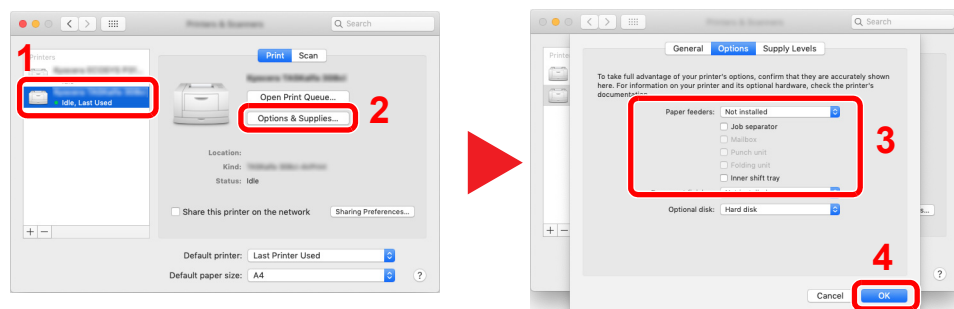 Search
1
Printers
Print
Scan
Idle, Last Used
Open Print Queue...
Options & Supplies...
2
Location:
Kind:
Status: Idle
Share this printer on the network
Sharing Preferences...
+ −
Default printer: Last Printer Used
Default paper size: A4
?
Search
General
Options
Supply Levels
To take full advantage of your printer's options, confirm that they are accurately shown
here. For information on your printer and its optional hardware, check the printer's
documentation.
Paper feeders: Not installed
Job separator
Mailbox
Punch unit
Folding unit
Inner shift tray
3
Optional disk: Hard disk
+ −
4
?
Cancel
OK